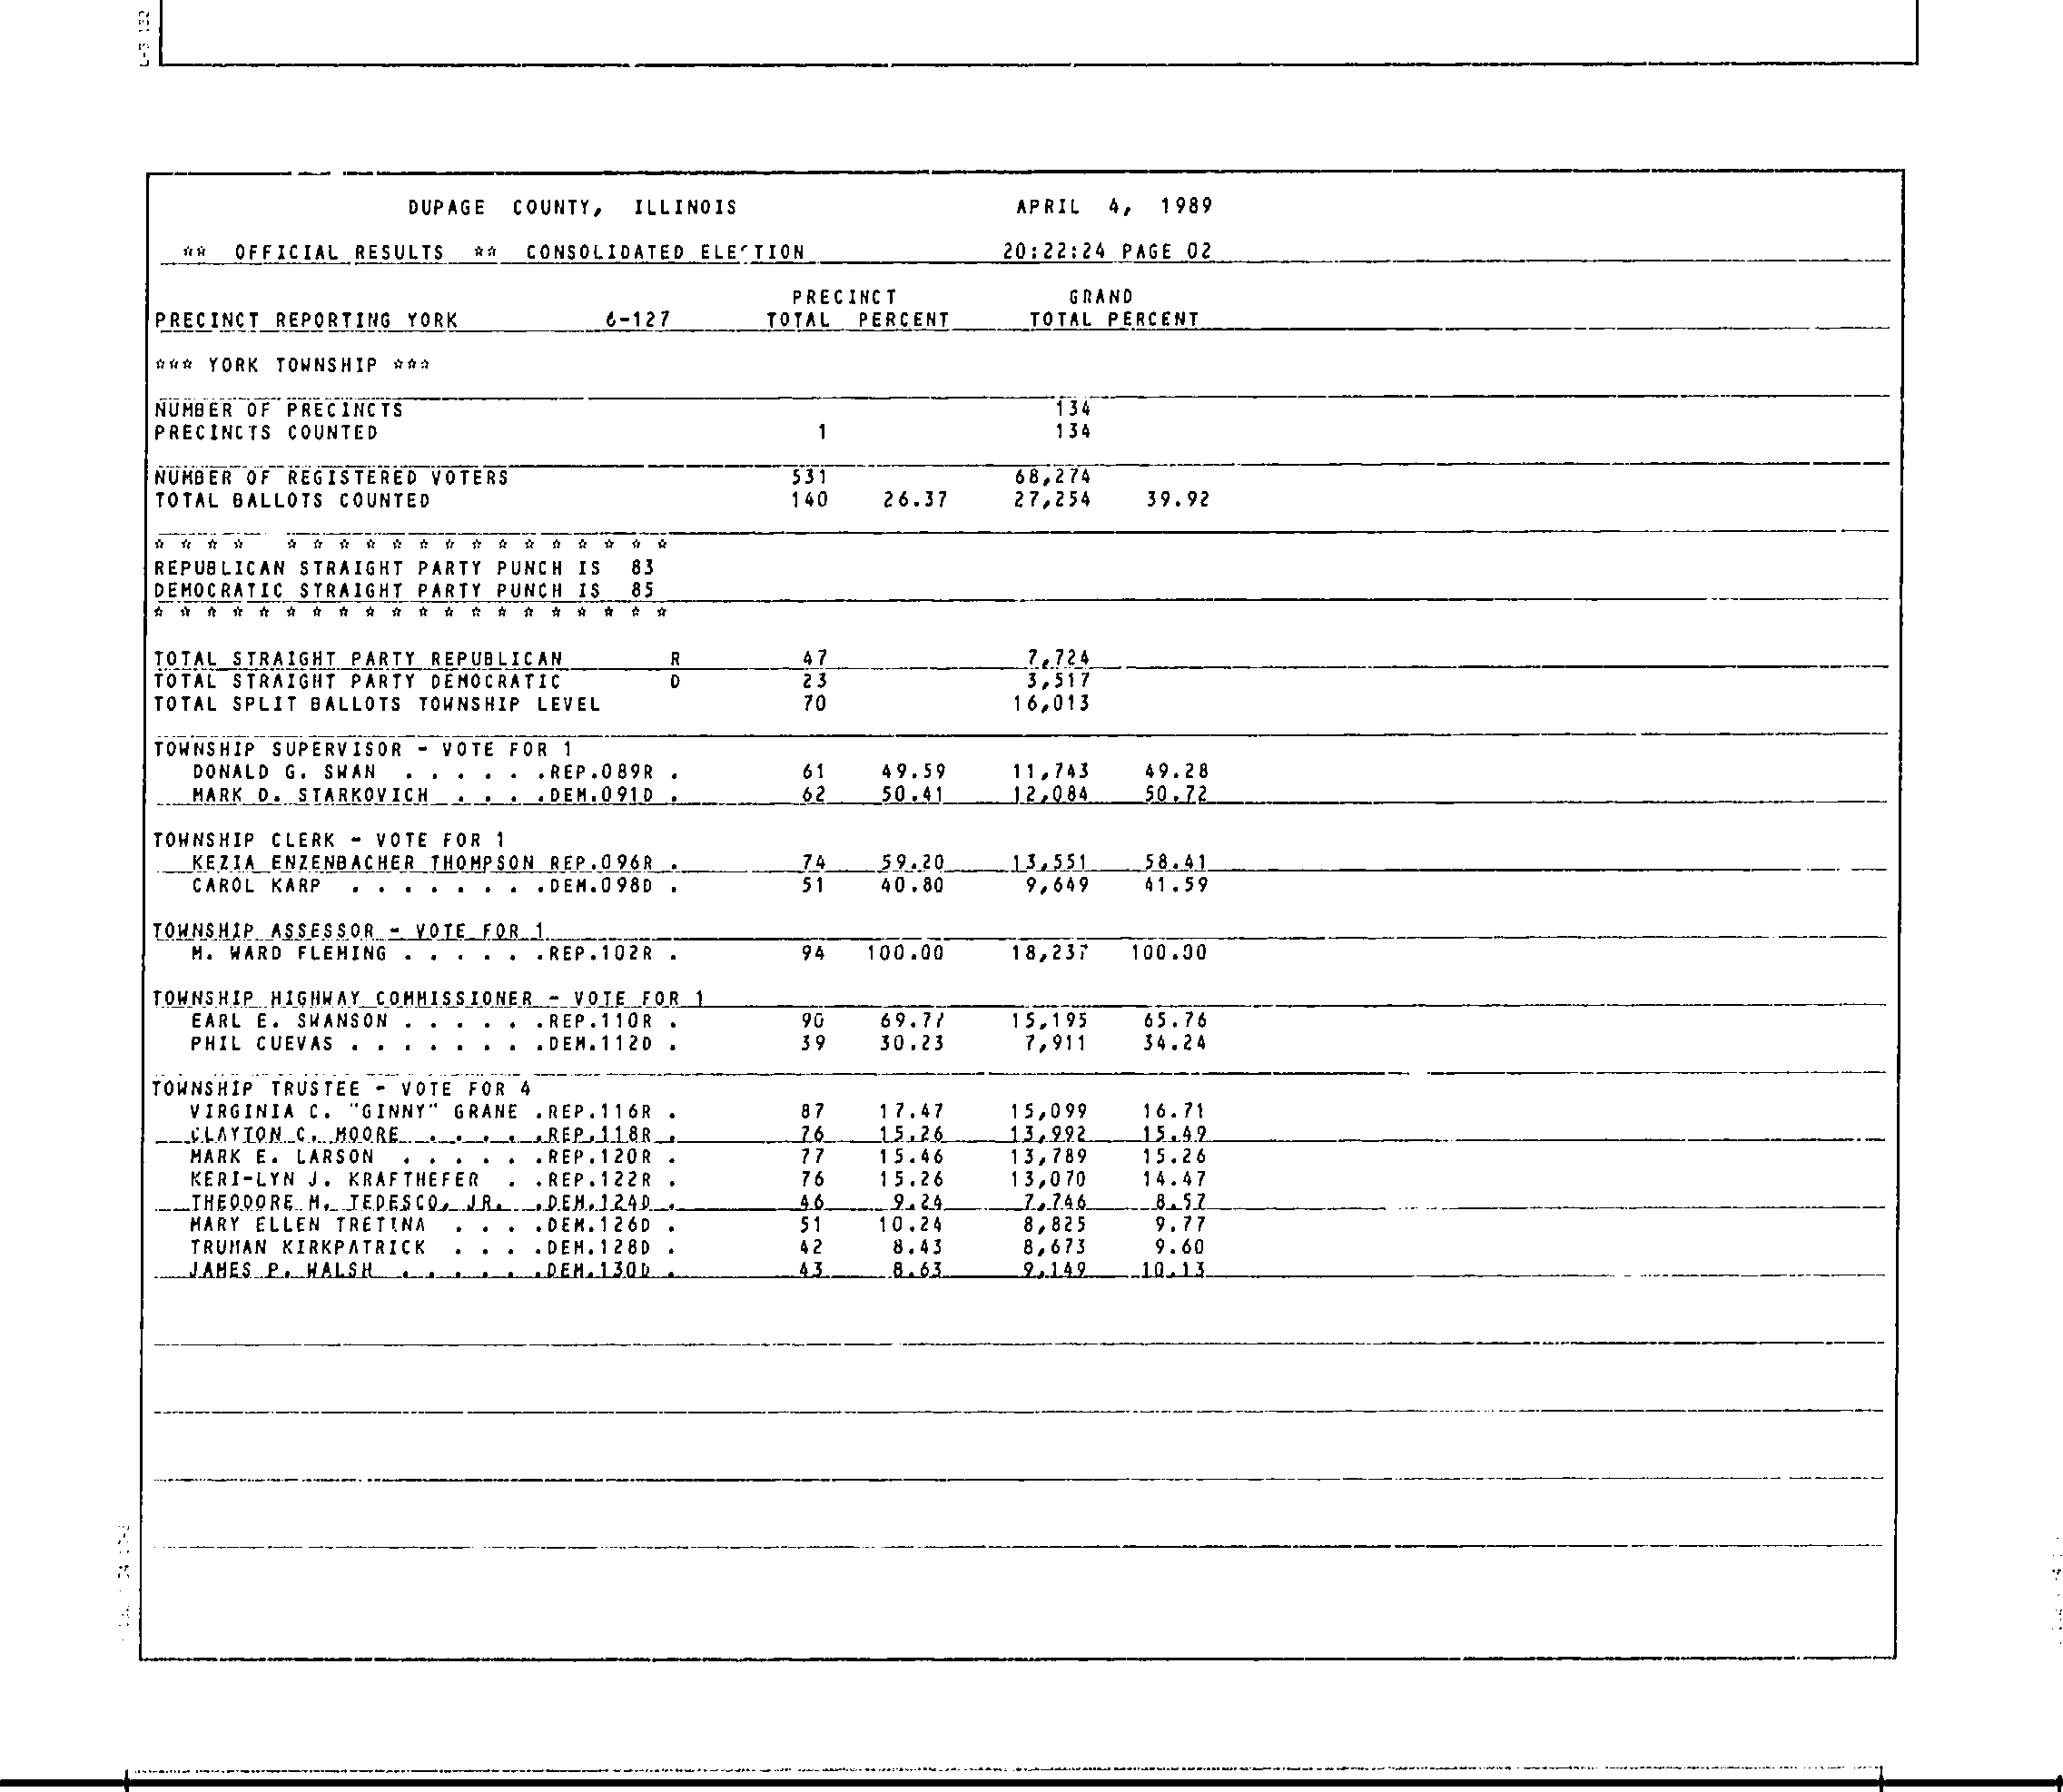 DUPAGE COUNTY, ILLINOIS APRIL 4, 1989
** OFFICIAL RESULTS ** CONSOLIDATED ELECTION 20:22:24 PAGE 02
PRECINCT GRAND
PRECINCT REPORTING YORK 6-127 TOTAL PERCENT TOTAL PERCENT
*** YORK TOWNSHIP ***
NUMBER OF PRECINCTS 134
PRECINCTS COUNTED 1 134
NUMBER OF REGISTERED VOTERS 531 68,274
TOTAL BALLOTS COUNTED 140 26.37 27,254 39.92
* * * * * * * * * * * * * * * * * * *
REPUBLICAN STRAIGHT PARTY PUNCH IS 83
DEMOCRATIC STRAIGHT PARTY PUNCH IS 85
* * * * * * * * * * * * * * * * * * * *
TOTAL STRAIGHT PARTY REPUBLICAN R 47 7,724
TOTAL STRAIGHT PARTY DEMOCRATIC D 23 3,517
TOTAL SPLIT BALLOTS TOWNSHIP LEVEL 70 16,013
TOWNSHIP SUPERVISOR - VOTE FOR 1
DONALD G. SWAN . . . . . .REP.089R . 61 49.59 11,743 49.28
MARK D. STARKOVICH . . . .DEM.091D . 62 50.41 12,084 50.72
TOWNSHIP CLERK - VOTE FOR 1
KEZIA ENZENBACHER THOMPSON REP.096R . 74 59.20 13,551 58.41
CAROL KARP . . . . . . . .DEM.098D . 51 40.80 9,649 41.59
TOWNSHIP ASSESSOR - VOTE FOR 1
M. WARD FLEMING . . . . . .REP.102R . 94 100.00 18,237 100.00
TOWNSHIP HIGHWAY COMMISSIONER - VOTE FOR 1
EARL E. SWANSON . . . . . .REP.110R . 90 69.77 15,195 65.76
PHIL CUEVAS . . . . . . . .DEM.112D . 39 30.23 7,911 34.24
TOWNSHIP TRUSTEE - VOTE FOR 4
VIRGINIA C. "GINNY" GRANE .REP.116R . 87 17.47 15,099 16.71
CLAYTON C. MOORE . . . . .REP.118R . 76 15.26 13,992 15.49
MARK E. LARSON . . . . . .REP.120R . 77 15.46 13,789 15.26
KERI-LYN J. KRAFTHEFER . .REP.122R . 76 15.26 13,070 14.47
THEODORE M. TEDESCO, JR. .DEM.124D . 46 9.24 7,746 8.57
MARY ELLEN TRETINA . . . .DEM.126D . 51 10.24 8,825 9.77
TRUMAN KIRKPATRICK . . . .DEM.128D . 42 8.43 8,673 9.60
JAMES P. WALSH . . . . . .DEM.130D . 43 8.63 9,149 10.13